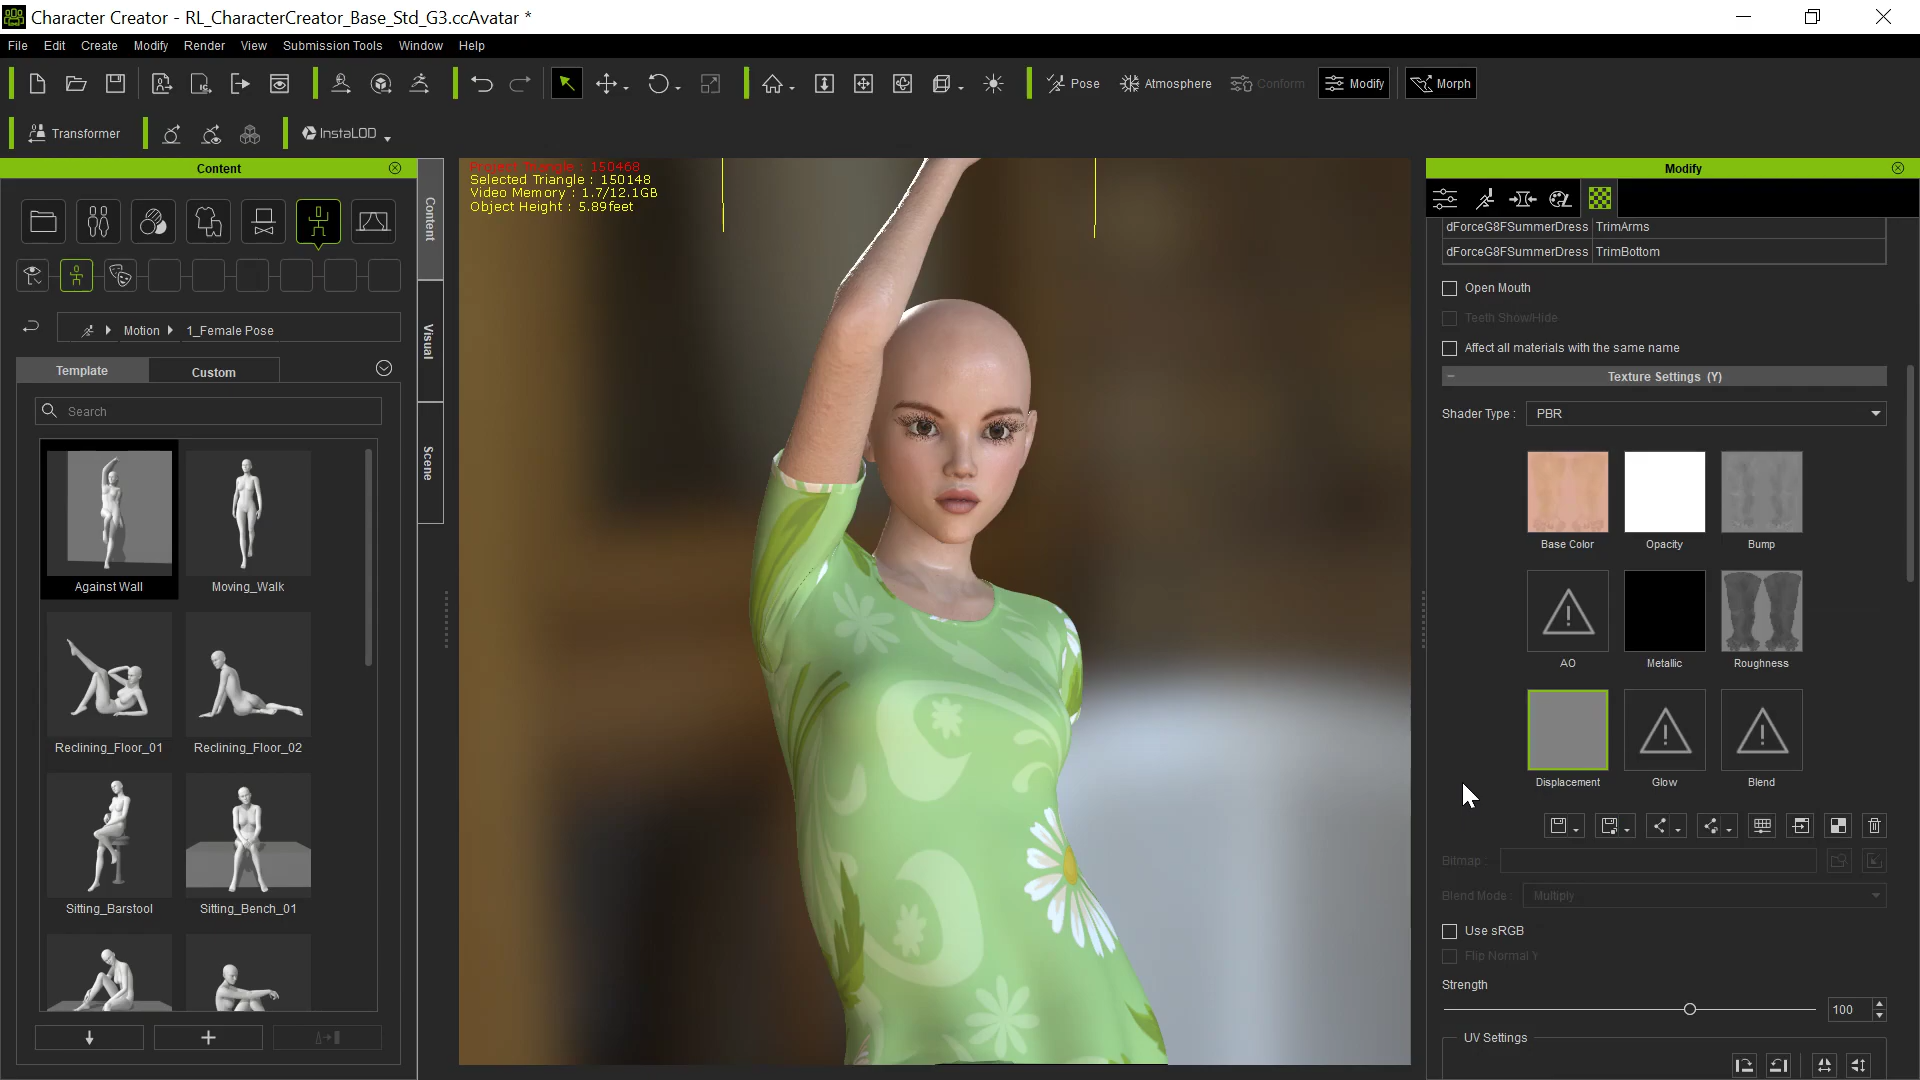 Character Creator - RL_CharacterCreator_Base_Std_G3.ccAvatar *
File Edit Create Modify Render View Submission Tools Window Help
Pose Atmosphere Conform Modify Morph
Transformer InstaLOD
Content
Motion 1_Female Pose
Template Custom
Search
Against Wall Moving_Walk
Reclining_Floor_01 Reclining_Floor_02
Sitting_Barstool Sitting_Bench_01
Content
Visual
Scene
Project Triangle : 150468
Selected Triangle : 150148
Video Memory : 1.7/12.1GB
Object Height : 5.89feet
Modify
dForceG8FSummerDress TrimArms
dForceG8FSummerDress TrimBottom
Open Mouth
Teeth Show/Hide
Affect all materials with the same name
Texture Settings (Y)
Shader Type : PBR
Base Color Opacity Bump
AO Metallic Roughness
Displacement Glow Blend
Bitmap :
Blend Mode : Multiply
Use sRGB
Flip Normal Y
Strength
100
UV Settings